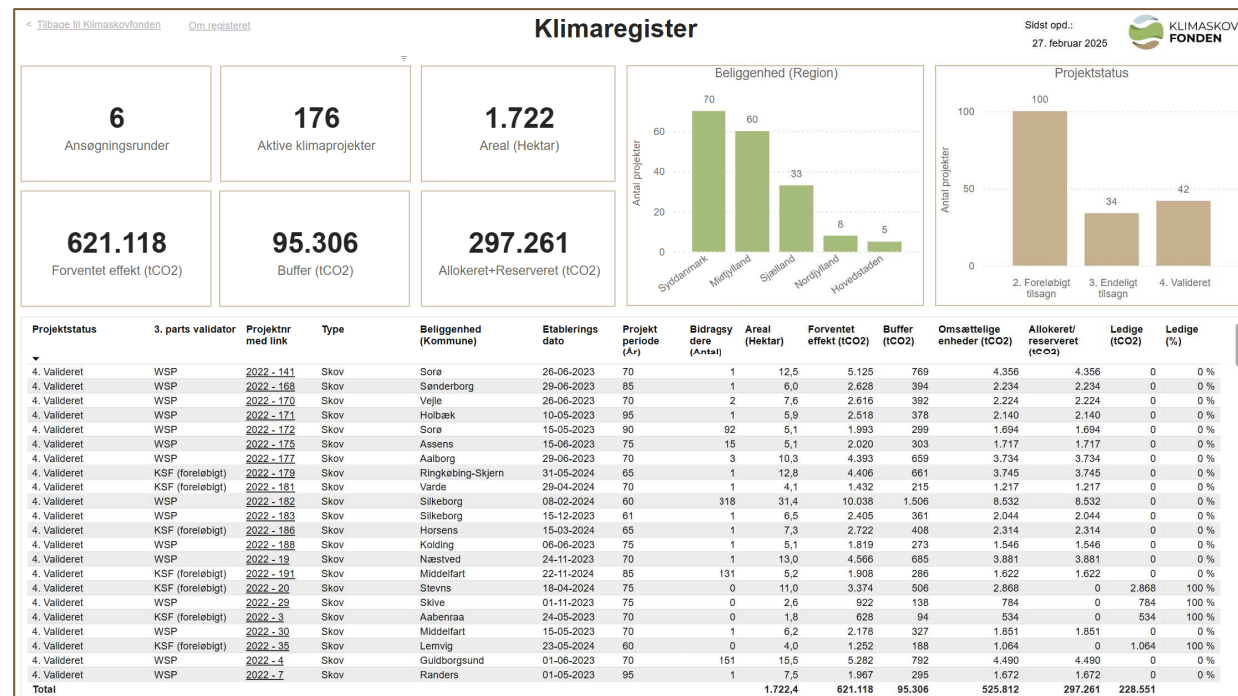 < Tilbage til Klimaskovfonden
Om registeret
Klimaregister
Sidst opd.:
27. februar 2025
KLIMASKOV
FONDEN
6
Ansøgningsrunder
176
Aktive klimaprojekter
1.722
Areal (Hektar)
621.118
Forventet effekt (tCO2)
95.306
Buffer (tCO2)
297.261
Allokeret+Reserveret (tCO2)
Beliggenhed (Region)
Antal projekter
60
40
20
0
70
60
33
8
5
Syddanmark
Midtjylland
Sjælland
Nordjylland
Hovedstaden
Projektstatus
Antal projekter
100
50
0
100
34
42
2. Foreløbigt tilsagn
3. Endeligt tilsagn
4. Valideret
Projektstatus 3. parts validator Projektnr med link Type Beliggenhed (Kommune) Etablerings dato Projekt periode (År) Bidragsy dere (Antal) Areal (Hektar) Forventet effekt (tCO2) Buffer (tCO2) Omsættelige enheder (tCO2) Allokeret/ reserveret (tCO2) Ledige (tCO2) Ledige (%)
4. Valideret WSP 2022 - 141 Skov Sorø 26-06-2023 70 1 12,5 5.125 769 4.356 4.356 0 0 %
4. Valideret WSP 2022 - 168 Skov Sønderborg 29-06-2023 85 1 6,0 2.628 394 2.234 2.234 0 0 %
4. Valideret WSP 2022 - 170 Skov Vejle 26-06-2023 70 2 7,6 2.616 392 2.224 2.224 0 0 %
4. Valideret WSP 2022 - 171 Skov Holbæk 10-05-2023 95 1 5,9 2.518 378 2.140 2.140 0 0 %
4. Valideret WSP 2022 - 172 Skov Sorø 15-05-2023 90 92 5,1 1.993 299 1.694 1.694 0 0 %
4. Valideret WSP 2022 - 175 Skov Assens 15-06-2023 75 15 5,1 2.020 303 1.717 1.717 0 0 %
4. Valideret WSP 2022 - 177 Skov Aalborg 29-06-2023 70 3 10,3 4.393 659 3.734 3.734 0 0 %
4. Valideret KSF (foreløbigt) 2022 - 179 Skov Ringkøbing-Skjern 31-05-2024 65 1 12,8 4.406 661 3.745 3.745 0 0 %
4. Valideret KSF (foreløbigt) 2022 - 181 Skov Varde 29-04-2024 70 1 4,1 1.432 215 1.217 1.217 0 0 %
4. Valideret WSP 2022 - 182 Skov Silkeborg 08-02-2024 60 318 31,4 10.038 1.506 8.532 8.532 0 0 %
4. Valideret WSP 2022 - 183 Skov Silkeborg 15-12-2023 61 1 6,5 2.405 361 2.044 2.044 0 0 %
4. Valideret KSF (foreløbigt) 2022 - 186 Skov Horsens 15-03-2024 65 1 7,3 2.722 408 2.314 2.314 0 0 %
4. Valideret WSP 2022 - 188 Skov Kolding 06-06-2023 75 1 5,1 1.819 273 1.546 1.546 0 0 %
4. Valideret WSP 2022 - 19 Skov Næstved 24-11-2023 70 1 13,0 4.566 685 3.881 3.881 0 0 %
4. Valideret KSF (foreløbigt) 2022 - 191 Skov Middelfart 22-11-2024 85 131 5,2 1.908 286 1.622 1.622 0 0 %
4. Valideret KSF (foreløbigt) 2022 - 20 Skov Stevns 18-04-2024 75 0 11,0 3.374 506 2.868 0 2.868 100 %
4. Valideret WSP 2022 - 29 Skov Skive 01-11-2023 75 0 2,6 922 138 784 0 784 100 %
4. Valideret KSF (foreløbigt) 2022 - 3 Skov Aabenraa 24-05-2023 70 0 1,8 628 94 534 0 534 100 %
4. Valideret WSP 2022 - 30 Skov Middelfart 15-05-2023 70 1 6,2 2.178 327 1.851 1.851 0 0 %
4. Valideret KSF (foreløbigt) 2022 - 35 Skov Lemvig 23-05-2024 60 0 4,0 1.252 188 1.064 0 1.064 100 %
4. Valideret WSP 2022 - 4 Skov Guldborgsund 01-06-2023 70 151 15,5 5.282 792 4.490 4.490 0 0 %
4. Valideret WSP 2022 - 7 Skov Randers 01-05-2023 95 1 7,5 1.967 295 1.672 1.672 0 0 %
Total 1.722,4 621.118 95.306 525.812 297.261 228.551